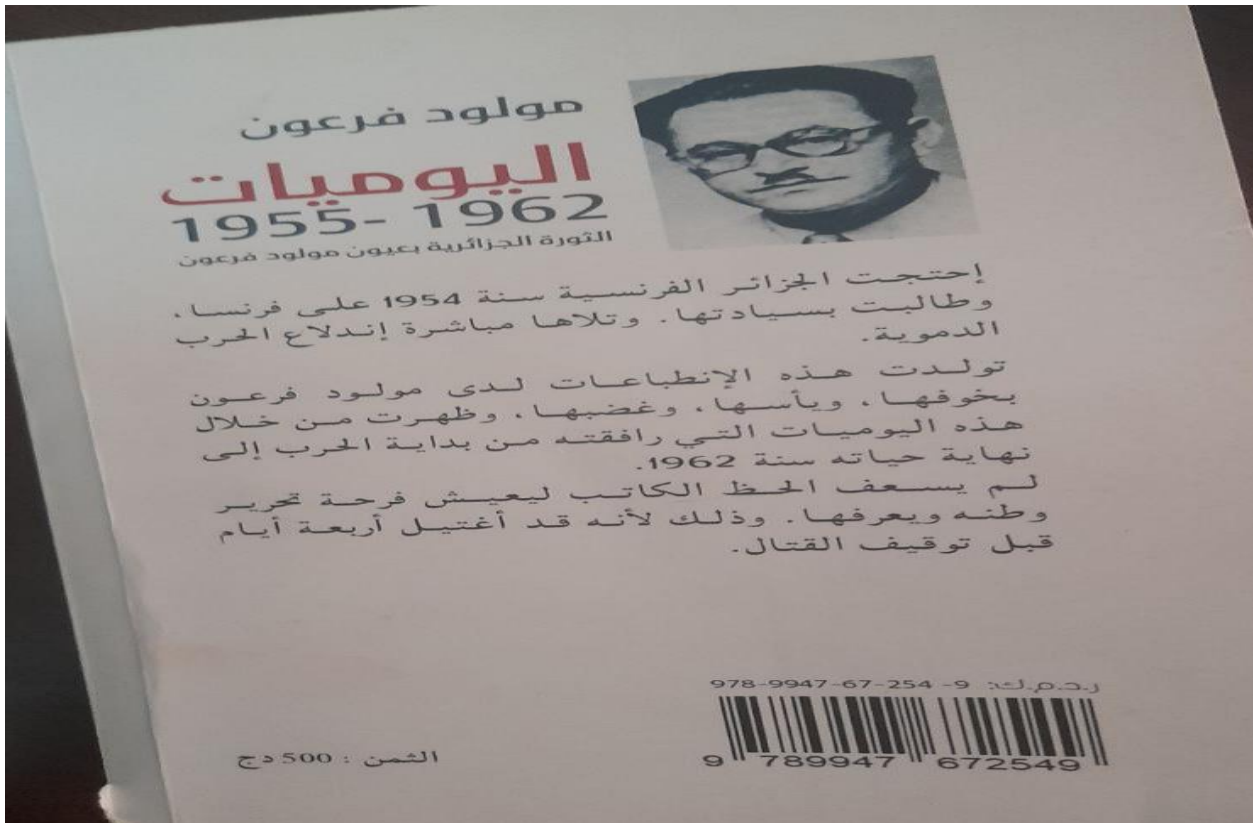 مولود فرعون
اليوميات
1955- 1962
الثورة الجزائرية بعيون مولود فرعون
إحتجت الجزائر الفرنسية سنة 1954 على فرنسا،
وطالبت بسيادتها. وتلاها مباشرة إندلاع الحرب
الدموية.
تولدت هذه الإنطباعات لدى مولود فرعون
بخوفها، ويأسها، وغضبها، وظهرت من خلال
هذه اليوميات التي رافقته من بداية الحرب إلى
نهاية حياته سنة 1962.
لم يسعف الحظ الكاتب ليعيش فرحة تحرير
وطنه ويعرفها. وذلك لأنه قد أغتيل أربعة أيام
قبل توقيف القتال.
ر.د.م.ك: 9- 254-67-9947-978
9 789947 672549
الثمن : 500 دج